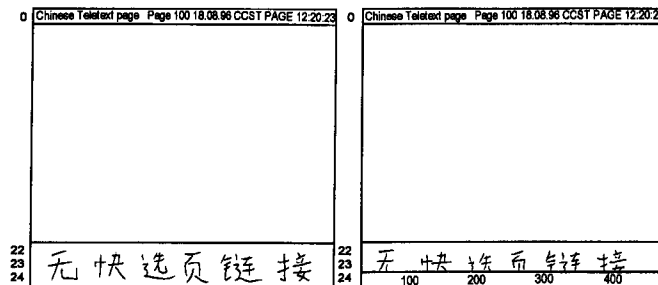 0 Chinese Teletext page Page 100 18.08.96 CCST PAGE 12:20:23
22
23
24
无快选页链接
0 Chinese Teletext page Page 100 18.08.96 CCST PAGE 12:20:2
22
23
24
无快选页链接
100 200 300 400